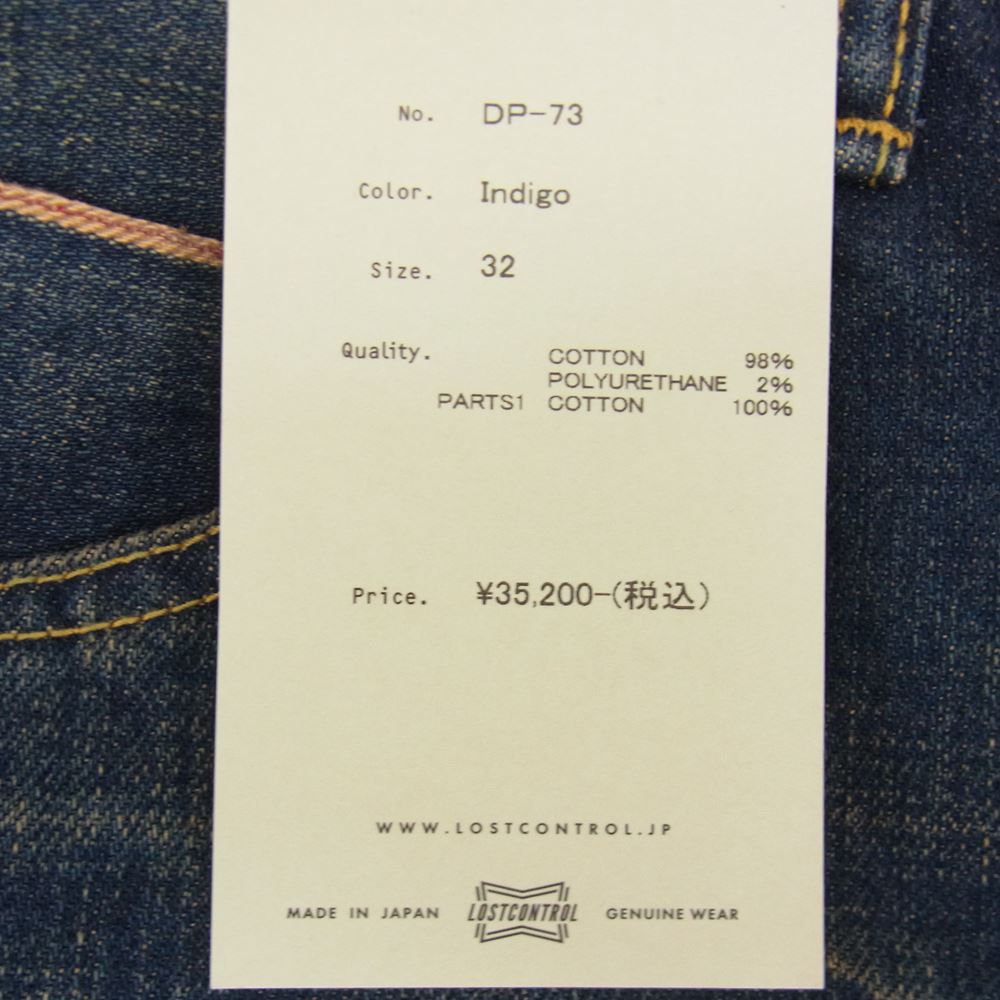 No. DP-73
Color. Indigo
Size. 32
Quality. COTTON 98%
POLYURETHANE 2%
PARTS1 COTTON 100%
Price. ¥35,200-(税込)
WWW.LOSTCONTROL.JP
MADE IN JAPAN LOSTCONTROL GENUINE WEAR